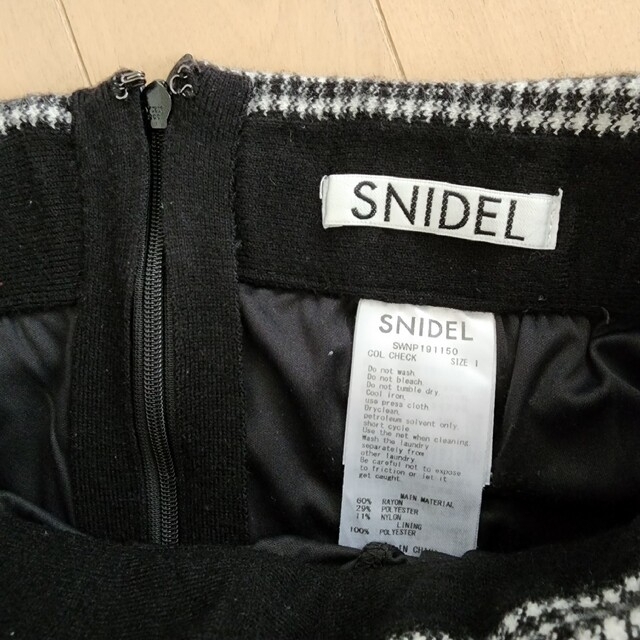 SNIDEL
SNIDEL
SWNP191150
COL CHECK SIZE 1
Do not wash
Do not bleach
Do not tumble dry
Cool iron,
use press cloth
Dryclean,
petroleum solvent only
short cycle
Use the net when cleaning
Wash the laundry
separately from
other laundry
Be careful not to expose
to friction or let it
get caught.
MAIN MATERIAL
60% RAYON
29% POLYESTER
11% NYLON
LINING
100% POLYESTER